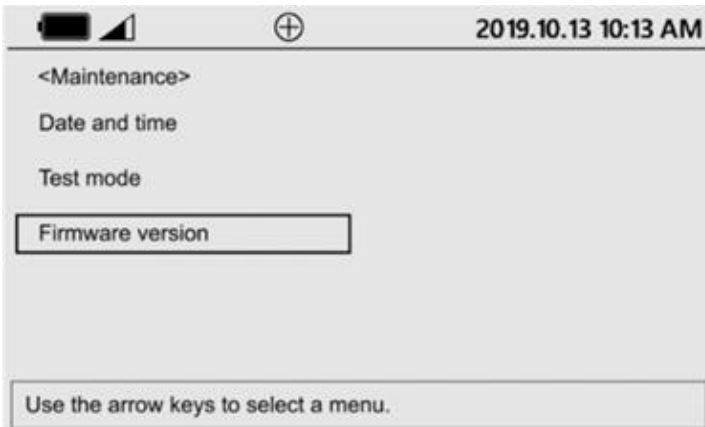 2019.10.13 10:13 AM
<Maintenance>
Date and time
Test mode
Firmware version
Use the arrow keys to select a menu.